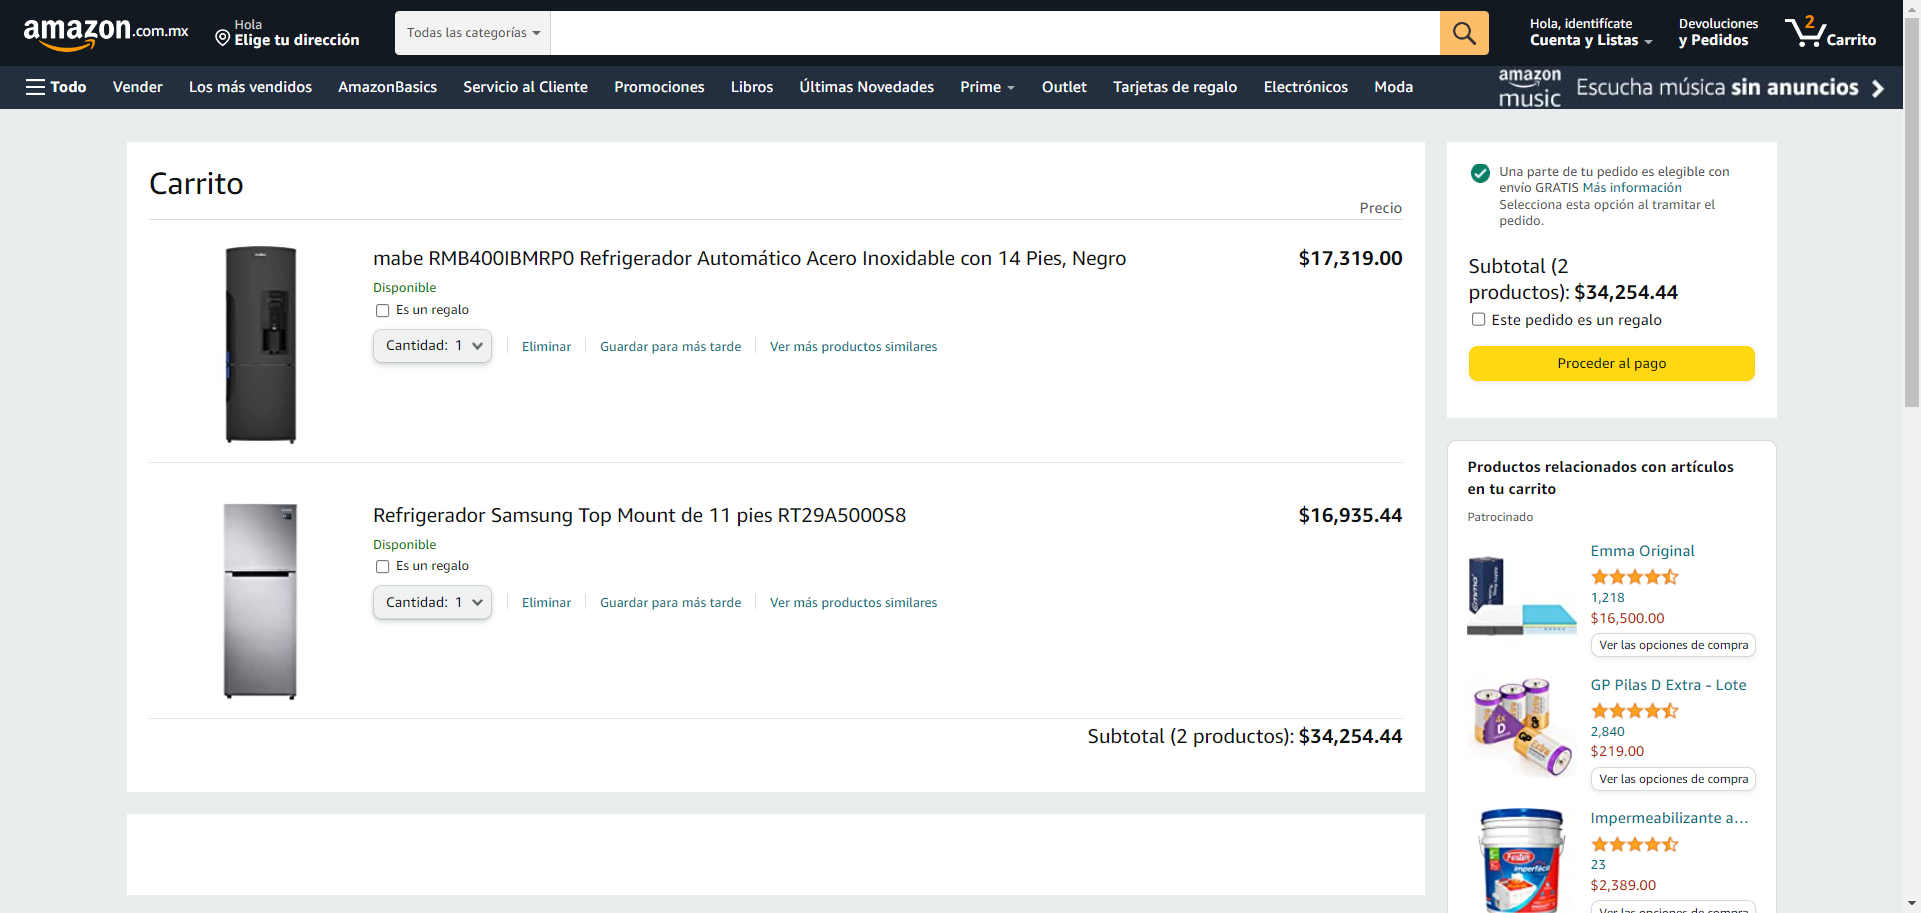 amazon.com.mx
Hola
Elige tu dirección
Todas las categorías
Hola, identifícate
Cuenta y Listas
Devoluciones
y Pedidos
2
Carrito
Todo
Vender
Los más vendidos
AmazonBasics
Servicio al Cliente
Promociones
Libros
Últimas Novedades
Prime
Outlet
Tarjetas de regalo
Electrónicos
Moda
amazon music
Escucha música sin anuncios
Carrito
Precio
mabe RMB400IBMRP0 Refrigerador Automático Acero Inoxidable con 14 Pies, Negro
$17,319.00
Disponible
Es un regalo
Cantidad: 1
Eliminar
Guardar para más tarde
Ver más productos similares
Refrigerador Samsung Top Mount de 11 pies RT29A5000S8
$16,935.44
Disponible
Es un regalo
Cantidad: 1
Eliminar
Guardar para más tarde
Ver más productos similares
Subtotal (2 productos): $34,254.44
Una parte de tu pedido es elegible con
envío GRATIS Más información
Selecciona esta opción al tramitar el
pedido.
Subtotal (2
productos): $34,254.44
Este pedido es un regalo
Proceder al pago
Productos relacionados con artículos
en tu carrito
Patrocinado
Emma Original
1,218
$16,500.00
Ver las opciones de compra
GP Pilas D Extra - Lote
2,840
$219.00
Ver las opciones de compra
Impermeabilizante a...
23
$2,389.00
Ver las opciones de compra